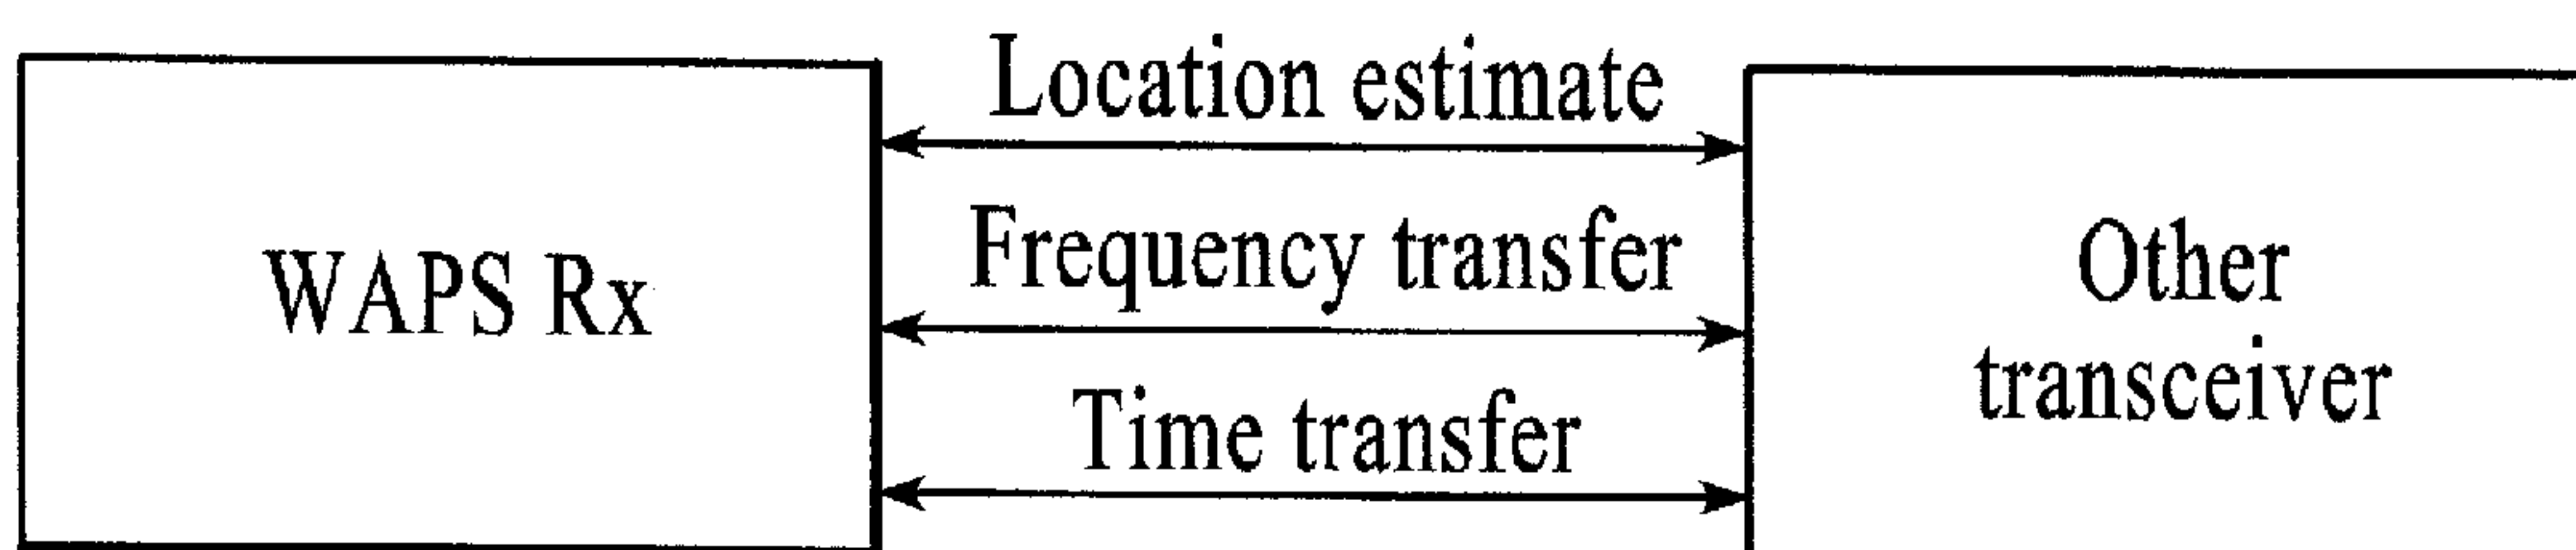 Location estimate
Frequency transfer
Time transfer
WAPS Rx
Other
transceiver